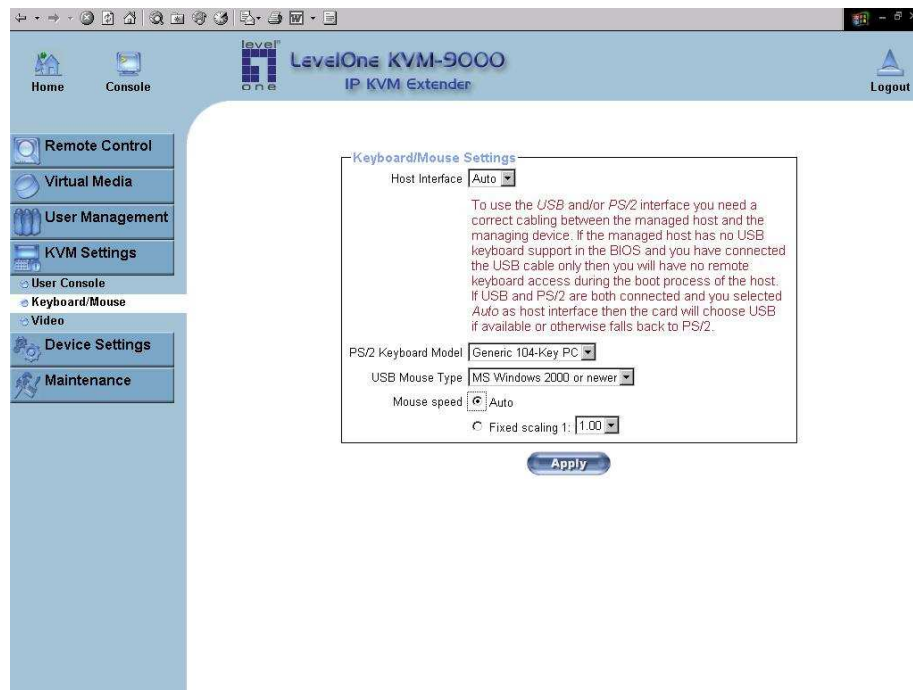 level
one
LevelOne KVM-9000
IP KVM Extender
Home
Console
Logout
Remote Control
Virtual Media
User Management
KVM Settings
User Console
Keyboard/Mouse
Video
Device Settings
Maintenance
Keyboard/Mouse Settings
Host Interface Auto
To use the USB and/or PS/2 interface you need a
correct cabling between the managed host and the
managing device. If the managed host has no USB
keyboard support in the BIOS and you have connected
the USB cable only then you will have no remote
keyboard access during the boot process of the host.
If USB and PS/2 are both connected and you selected
Auto as host interface then the card will choose USB
if available or otherwise falls back to PS/2.
PS/2 Keyboard Model Generic 104-Key PC
USB Mouse Type MS Windows 2000 or newer
Mouse speed Auto
Fixed scaling 1: 1.00
Apply